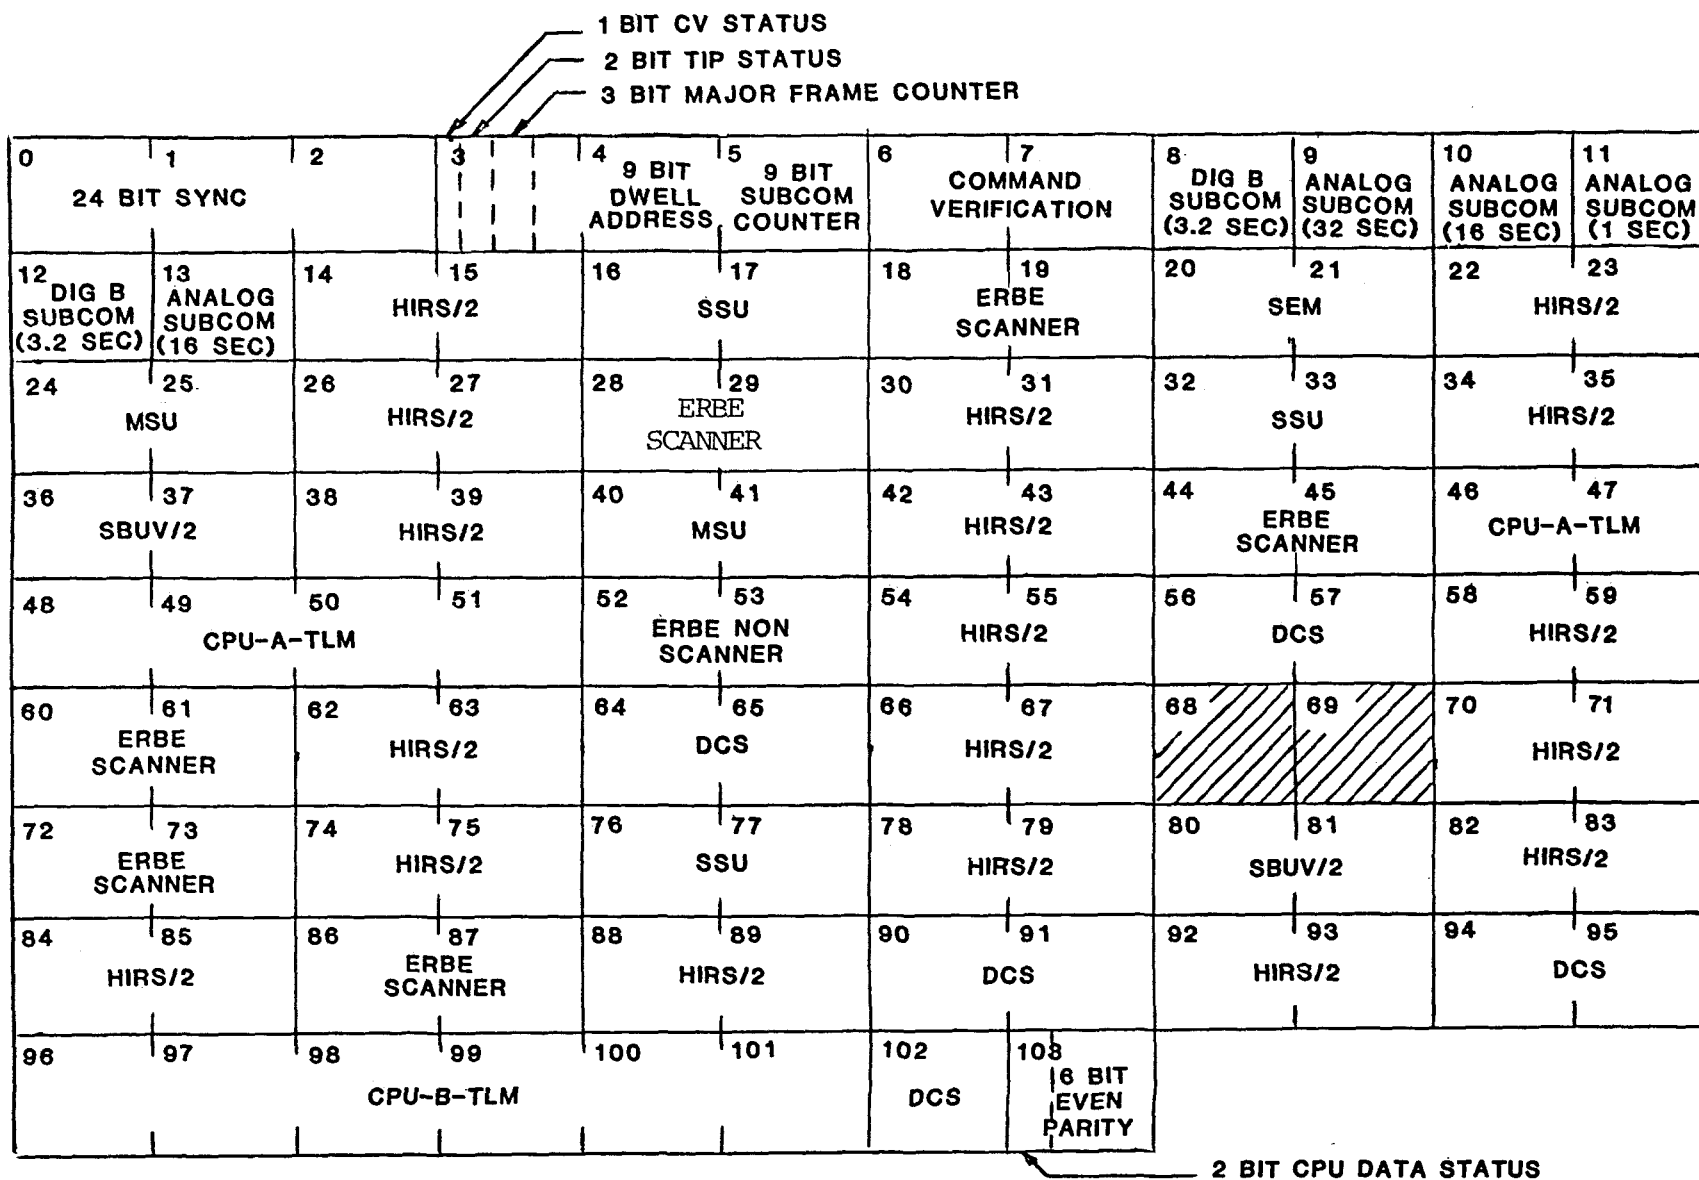 1 BIT CV STATUS
2 BIT TIP STATUS
3 BIT MAJOR FRAME COUNTER
0 1 2 3 4 5 6 7 8 9 10 11
24 BIT SYNC
9 BIT DWELL ADDRESS
9 BIT SUBCOM COUNTER
COMMAND VERIFICATION
DIG B SUBCOM (3.2 SEC)
ANALOG SUBCOM (32 SEC)
ANALOG SUBCOM (16 SEC)
ANALOG SUBCOM (1 SEC)
12 13 14 15 16 17 18 19 20 21 22 23
DIG B SUBCOM (3.2 SEC)
ANALOG SUBCOM (16 SEC)
HIRS/2
SSU
ERBE SCANNER
SEM
HIRS/2
24 25 26 27 28 29 30 31 32 33 34 35
MSU
HIRS/2
ERBE SCANNER
HIRS/2
SSU
HIRS/2
36 37 38 39 40 41 42 43 44 45 46 47
SBUV/2
HIRS/2
MSU
HIRS/2
ERBE SCANNER
CPU-A-TLM
48 49 50 51 52 53 54 55 56 57 58 59
CPU-A-TLM
ERBE NON SCANNER
HIRS/2
DCS
HIRS/2
60 61 62 63 64 65 66 67 68 69 70 71
ERBE SCANNER
HIRS/2
DCS
HIRS/2
HIRS/2
72 73 74 75 76 77 78 79 80 81 82 83
ERBE SCANNER
HIRS/2
SSU
HIRS/2
SBUV/2
HIRS/2
84 85 86 87 88 89 90 91 92 93 94 95
HIRS/2
ERBE SCANNER
HIRS/2
DCS
HIRS/2
DCS
96 97 98 99 100 101 102 103
CPU-B-TLM
DCS
6 BIT EVEN PARITY
2 BIT CPU DATA STATUS